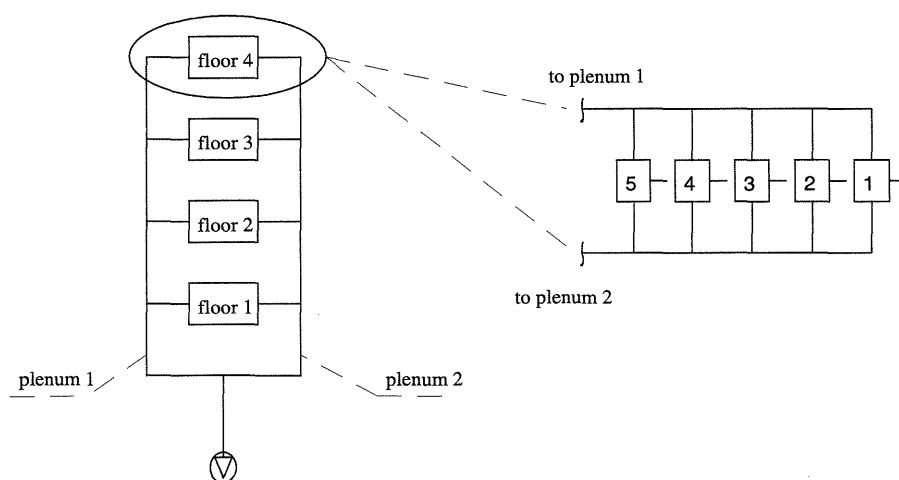 floor 4
floor 3
floor 2
floor 1
plenum 1
plenum 2
to plenum 1
5 4 3 2 1
to plenum 2